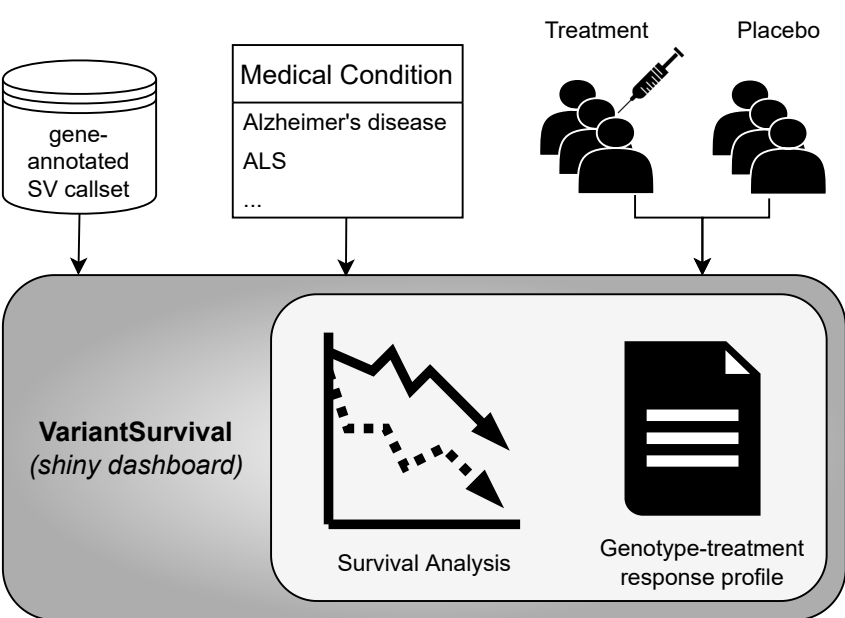 Treatment
Placebo
gene-
annotated
SV callset
Medical Condition
Alzheimer's disease
ALS
...
VariantSurvival
(shiny dashboard)
Survival Analysis
Genotype-treatment
response profile